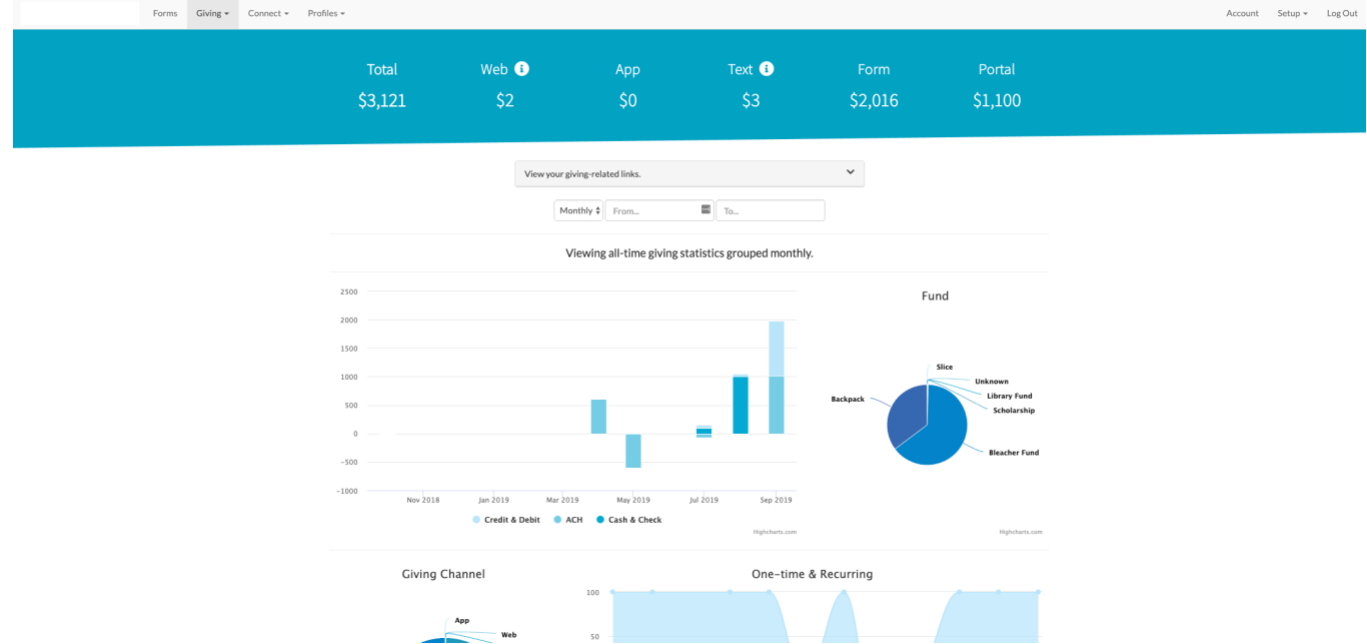 Forms Giving Connect Profiles Account Setup Log Out
Total Web App Text Form Portal
$3,121 $2 $0 $3 $2,016 $1,100
View your giving-related links.
Monthly From... To...
Viewing all-time giving statistics grouped monthly.
2500
2000
1500
1000
500
0
-500
-1000
Nov 2018 Jan 2019 Mar 2019 May 2019 Jul 2019 Sep 2019
Credit & Debit ACH Cash & Check
Highcharts.com
Fund
Slice
Unknown
Library Fund
Backpack
Scholarship
Bleacher Fund
Highcharts.com
Giving Channel
App
Web
One-time & Recurring
100
50